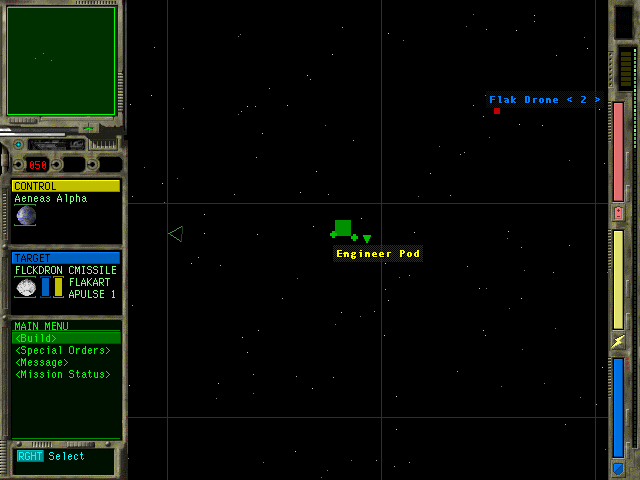 Flak Drone < 2 >
050
CONTROL
Aeneas Alpha
Engineer Pod
TARGET
FLCKDRON CMISSILE
FLAKART
APULSE 1
MAIN MENU
<Build>
<Special Orders>
<Message>
<Mission Status>
RGHT Select